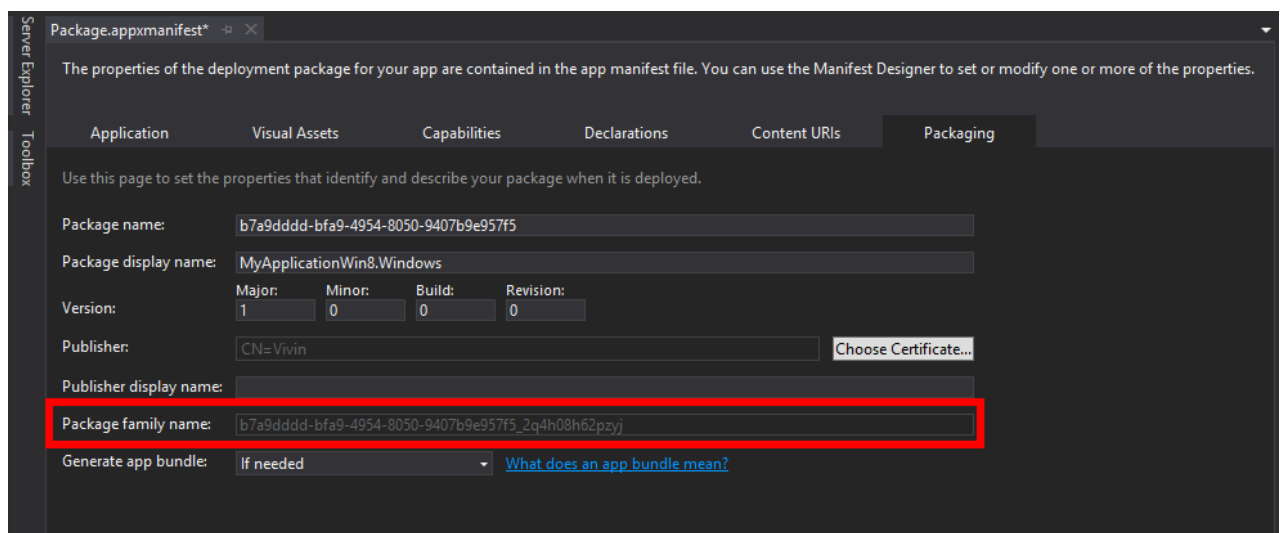 Server Explorer
Toolbox
Package.appxmanifest*
The properties of the deployment package for your app are contained in the app manifest file. You can use the Manifest Designer to set or modify one or more of the properties.
Application Visual Assets Capabilities Declarations Content URIs Packaging
Use this page to set the properties that identify and describe your package when it is deployed.
Package name: b7a9dddd-bfa9-4954-8050-9407b9e957f5
Package display name: MyApplicationWin8.Windows
Major: Minor: Build: Revision:
Version: 1 0 0 0
Publisher: CN=Vivin Choose Certificate...
Publisher display name:
Package family name: b7a9dddd-bfa9-4954-8050-9407b9e957f5_2q4h08h62pzyj
Generate app bundle: If needed What does an app bundle mean?